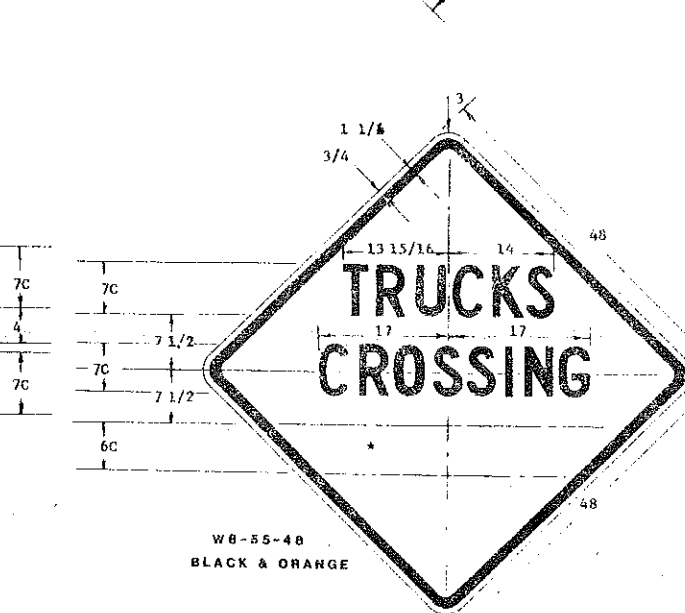 3
1 1/4
3/4
48
13 15/16 14
7C 7C
TRUCKS
4
7 1/2
17 17
7C 7C
CROSSING
7 1/2
6C
*
48
W8-55-48
BLACK & ORANGE